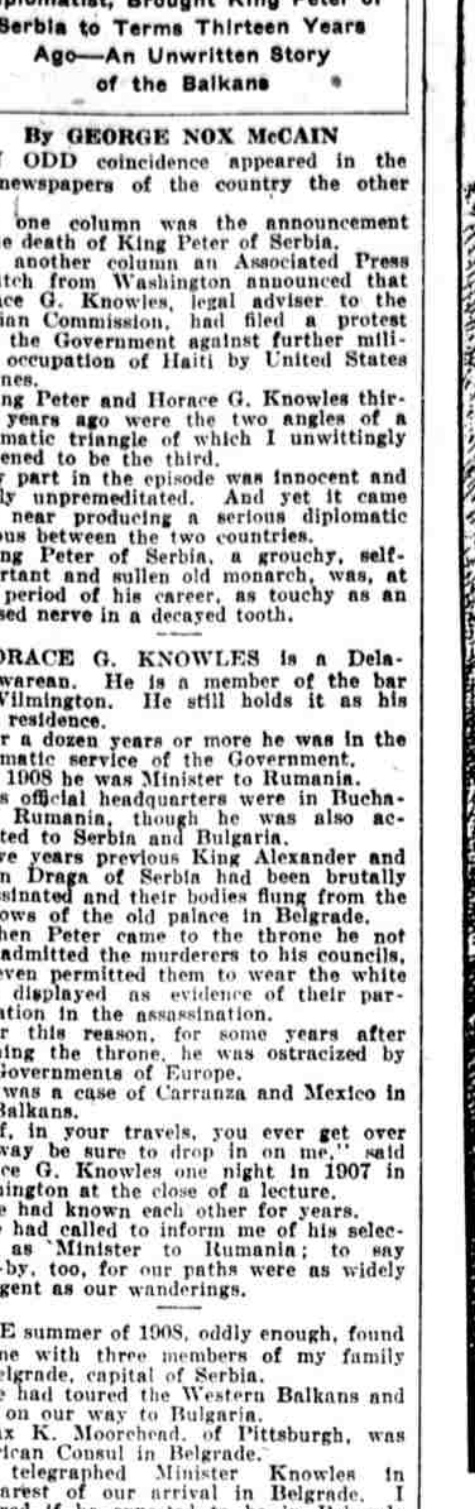 Diplomatist, Brought King Peter of
Serbia to Terms Thirteen Years
Ago—An Unwritten Story
of the Balkans
By GEORGE NOX McCAIN
ODD coincidence appeared in the
newspapers of the country the other
one column was the announcement
e death of King Peter of Serbia.
another column an Associated Press
tch from Washington announced that
ce G. Knowles, legal adviser to the
ian Commission, had filed a protest
the Government against further mili-
occupation of Haiti by United States
nes.
ng Peter and Horace G. Knowles thir-
years ago were the two angles of a
matic triangle of which I unwittingly
ened to be the third.
part in the episode was innocent and
ly unpremeditated. And yet it came
near producing a serious diplomatic
us between the two countries.
ng Peter of Serbia, a grouchy, self-
rtant and sullen old monarch, was, at
period of his career, as touchy as an
sed nerve in a decayed tooth.
ORACE G. KNOWLES is a Dela-
warean. He is a member of the bar
Wilmington. He still holds it as his
residence.
r a dozen years or more he was in the
matic service of the Government.
1908 he was Minister to Rumania.
s official headquarters were in Bucha-
Rumania, though he was also ac-
ted to Serbia and Bulgaria.
ve years previous King Alexander and
n Draga of Serbia had been brutally
ssinated and their bodies flung from the
ows of the old palace in Belgrade.
hen Peter came to the throne he not
admitted the murderers to his councils,
even permitted them to wear the white
displayed as evidence of their par-
ation in the assassination.
r this reason, for some years after
ing the throne, he was ostracized by
Governments of Europe.
was a case of Carranza and Mexico in
Balkans.
f, in your travels, you ever get over
way be sure to drop in on me," said
ce G. Knowles one night in 1907 in
ington at the close of a lecture.
e had known each other for years.
had called to inform me of his selec-
as Minister to Rumania; to say
-by, too, for our paths were as widely
gent as our wanderings.
E summer of 1908, oddly enough, found
ne with three members of my family
elgrade, capital of Serbia.
e had toured the Western Balkans and
on our way to Bulgaria.
x K. Moorehead, of Pittsburgh, was
rican Consul in Belgrade.
telegraphed Minister Knowles in
arest of our arrival in Belgrade. I